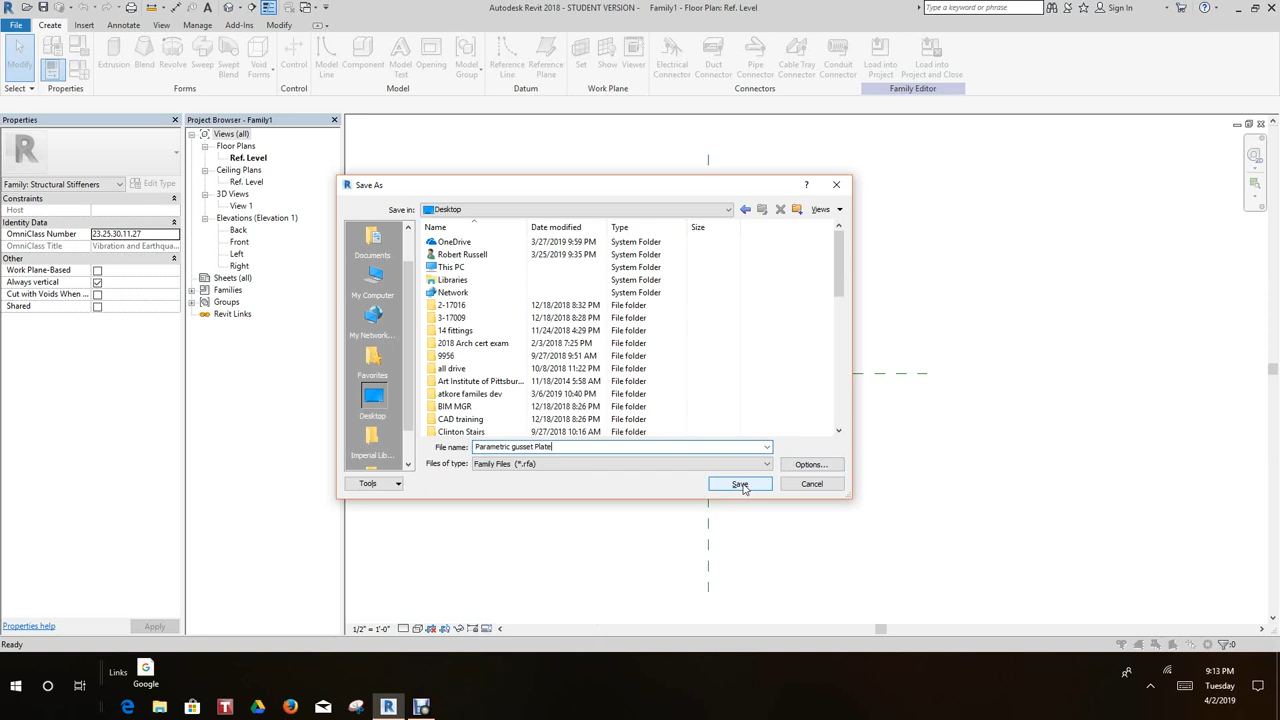 Autodesk Revit 2018 - STUDENT VERSION - Family1 - Floor Plan: Ref. Level
Type a keyword or phrase
Sign In
File Create Insert Annotate View Manage Add-Ins Modify
Modify
Extrusion Blend Revolve Sweep Swept Blend Void Forms
Control
Model Line Component Model Text Opening Model Group
Reference Line Reference Plane
Set Show Viewer
Electrical Connector Duct Connector Pipe Connector Cable Tray Connector Conduit Connector
Load into Project Load into Project and Close
Select Properties Forms Control Model Datum Work Plane Connectors Family Editor
Properties
Family: Structural Stiffeners
Edit Type
Constraints
Host
Identity Data
OmniClass Number 23.25.30.11.27
OmniClass Title Vibration and Earthqua...
Other
Work Plane-Based
Always vertical
Cut with Voids When ...
Shared
Properties help
Apply
Project Browser - Family1
Views (all)
Floor Plans
Ref. Level
Ceiling Plans
Ref. Level
3D Views
View 1
Elevations (Elevation 1)
Back
Front
Left
Right
Sheets (all)
Families
Groups
Revit Links
Save As
Save in: Desktop
Views
Documents
My Computer
My Network...
Favorites
Desktop
Imperial Lib...
Name Date modified Type Size
OneDrive 3/27/2019 9:59 PM System Folder
Robert Russell 3/25/2019 9:35 PM System Folder
This PC System Folder
Libraries System Folder
Network System Folder
2-17016 12/18/2018 8:32 PM File folder
3-17009 12/18/2018 8:28 PM File folder
14 fittings 11/24/2018 4:29 PM File folder
2018 Arch cert exam 2/3/2018 7:25 PM File folder
9956 9/27/2018 9:51 AM File folder
all drive 10/8/2018 11:22 PM File folder
Art Institute of Pittsbur... 11/18/2014 5:58 AM File folder
atkore familes dev 3/6/2019 10:40 PM File folder
BIM MGR 12/18/2018 8:26 PM File folder
CAD training 12/18/2018 8:26 PM File folder
Clinton Stairs 9/27/2018 10:16 AM File folder
File name: Parametric gusset Plate
Files of type: Family Files (*.rfa)
Options...
Tools
Save
Cancel
1/2" = 1'-0"
Ready
:0
Links
Google
9:13 PM
Tuesday
4/2/2019